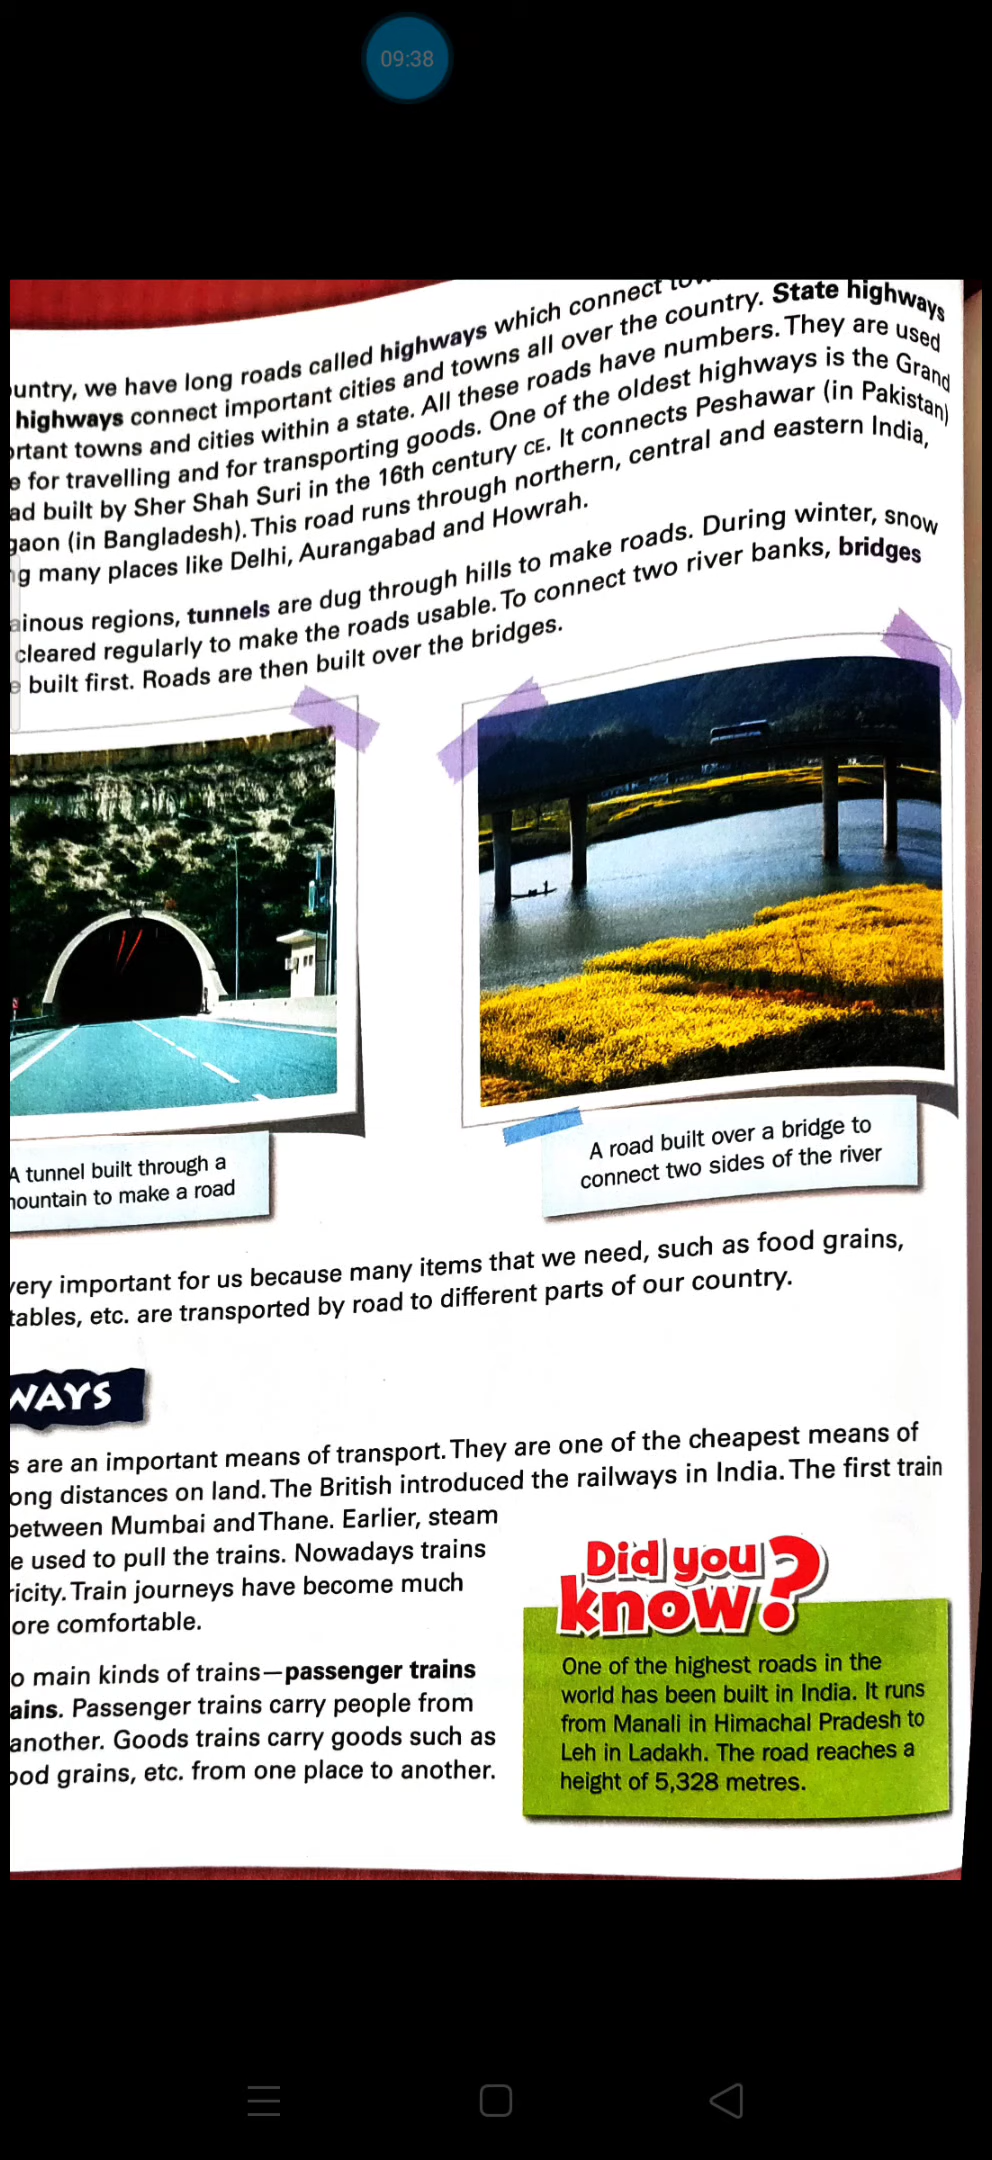 09:38
untry, we have long roads called highways which connect
highways connect important cities and towns all over the country. State highways
rtant towns and cities within a state. All these roads have numbers. They are used
e for travelling and for transporting goods. One of the oldest highways is the Grand
ad built by Sher Shah Suri in the 16th century CE. It connects Peshawar (in Pakistan)
gaon (in Bangladesh). This road runs through northern, central and eastern India,
g many places like Delhi, Aurangabad and Howrah.
ainous regions, tunnels are dug through hills to make roads. During winter, snow
cleared regularly to make the roads usable. To connect two river banks, bridges
e built first. Roads are then built over the bridges.
A tunnel built through a
ountain to make a road
A road built over a bridge to
connect two sides of the river
very important for us because many items that we need, such as food grains,
tables, etc. are transported by road to different parts of our country.
WAYS
s are an important means of transport. They are one of the cheapest means of
ong distances on land. The British introduced the railways in India. The first train
between Mumbai and Thane. Earlier, steam
e used to pull the trains. Nowadays trains
ricity. Train journeys have become much
ore comfortable.
o main kinds of trains—passenger trains
ains. Passenger trains carry people from
another. Goods trains carry goods such as
ood grains, etc. from one place to another.
Did you
know?
One of the highest roads in the
world has been built in India. It runs
from Manali in Himachal Pradesh to
Leh in Ladakh. The road reaches a
height of 5,328 metres.